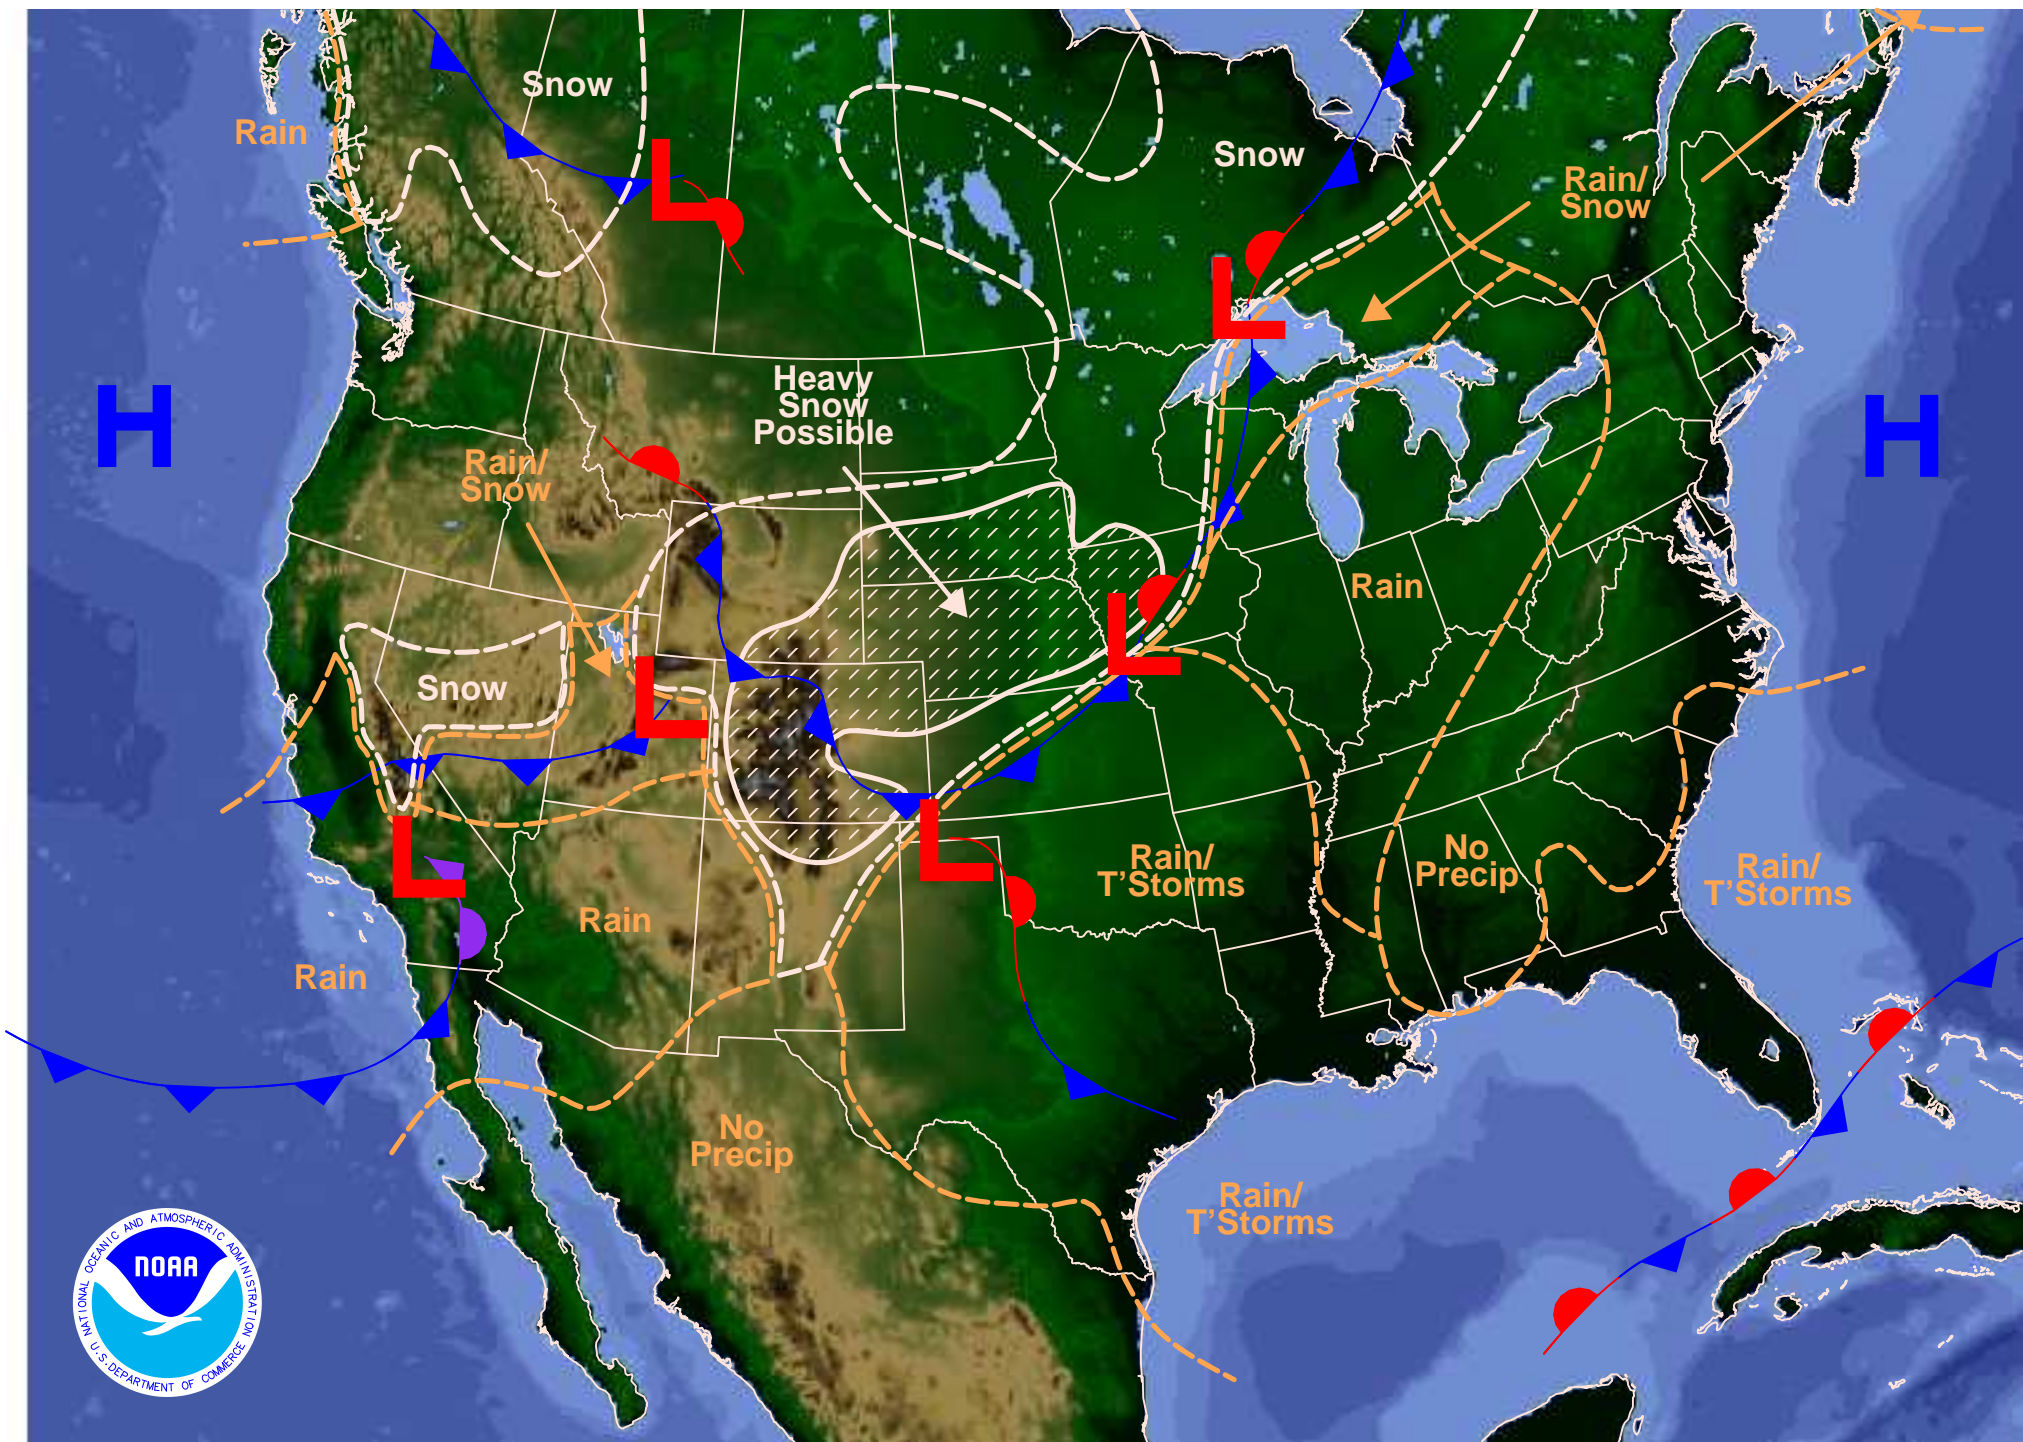 Snow
Rain
Snow
Rain/
Snow
H
Heavy
Snow
Possible
H
Rain/
Snow
L
L
Rain
L
L
Snow
L
L
Rain/
T'Storms
No
Precip
Rain/
T'Storms
Rain
Rain
No
Precip
Rain/
T'Storms
NATIONAL OCEANIC AND ATMOSPHERIC ADMINISTRATION
NOAA
U.S. DEPARTMENT OF COMMERCE